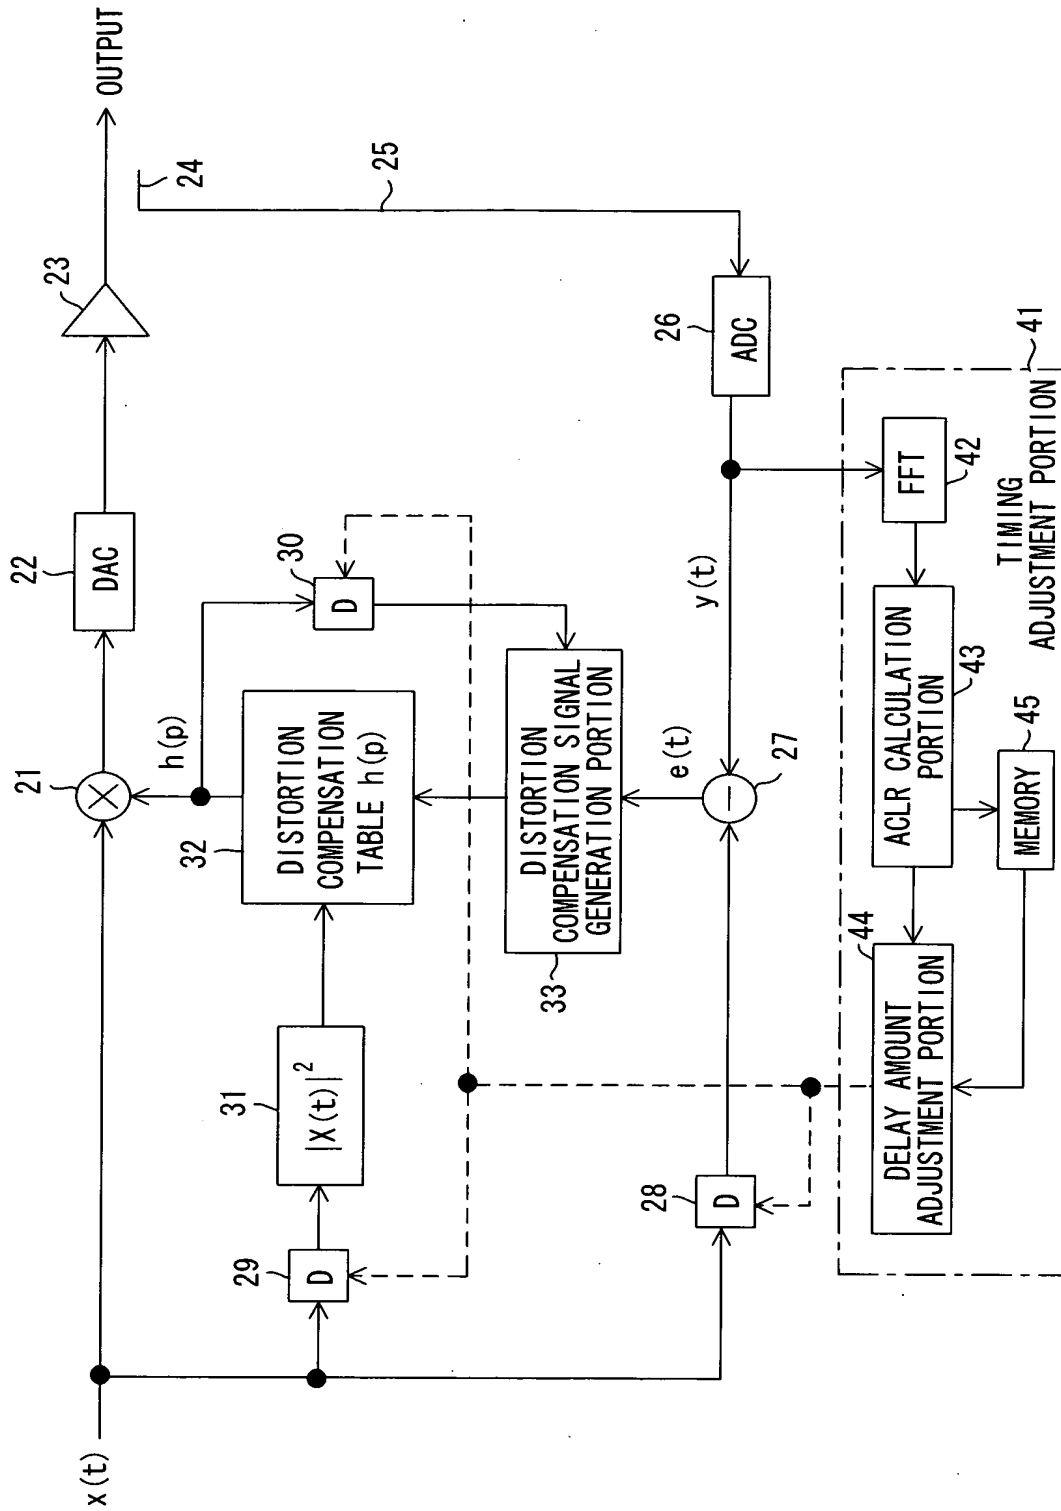 x(t)
21
22
DAC
23
OUTPUT
24
25
h(p)
29
D
31
|X(t)|²
32
DISTORTION
COMPENSATION
TABLE h(p)
30
D
33
DISTORTION
COMPENSATION SIGNAL
GENERATION PORTION
28
D
e(t)
27
y(t)
26
ADC
44
DELAY AMOUNT
ADJUSTMENT PORTION
ACLR CALCULATION
PORTION
43
FFT
42
45
MEMORY
TIMING
ADJUSTMENT PORTION
41